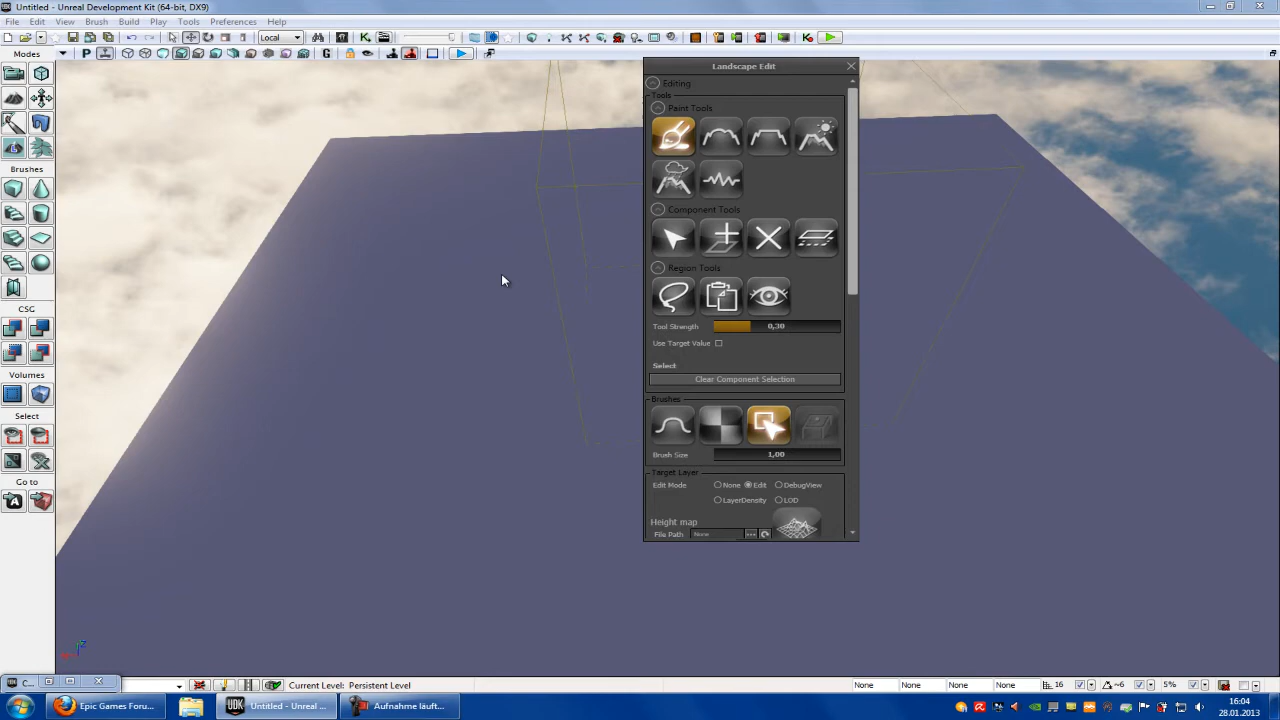 Untitled - Unreal Development Kit (64-bit, DX9)
File Edit View Brush Build Play Tools Preferences Help
Local
P
G
Modes
Brushes
CSG
Volumes
Select
Go to
Landscape Edit
Editing
Tools
Paint Tools
Component Tools
Region Tools
Tool Strength 0,30
Use Target Value
Select:
Clear Component Selection
Brushes
Brush Size 1,00
Target Layer
Edit Mode None Edit DebugView
LayerDensity LOD
Height map
File Path None
C...
Current Level: Persistent Level
None None None None 16 ~6 5%
Epic Games Foru...
Untitled - Unreal ...
Aufnahme läuft...
16:04
28.01.2013